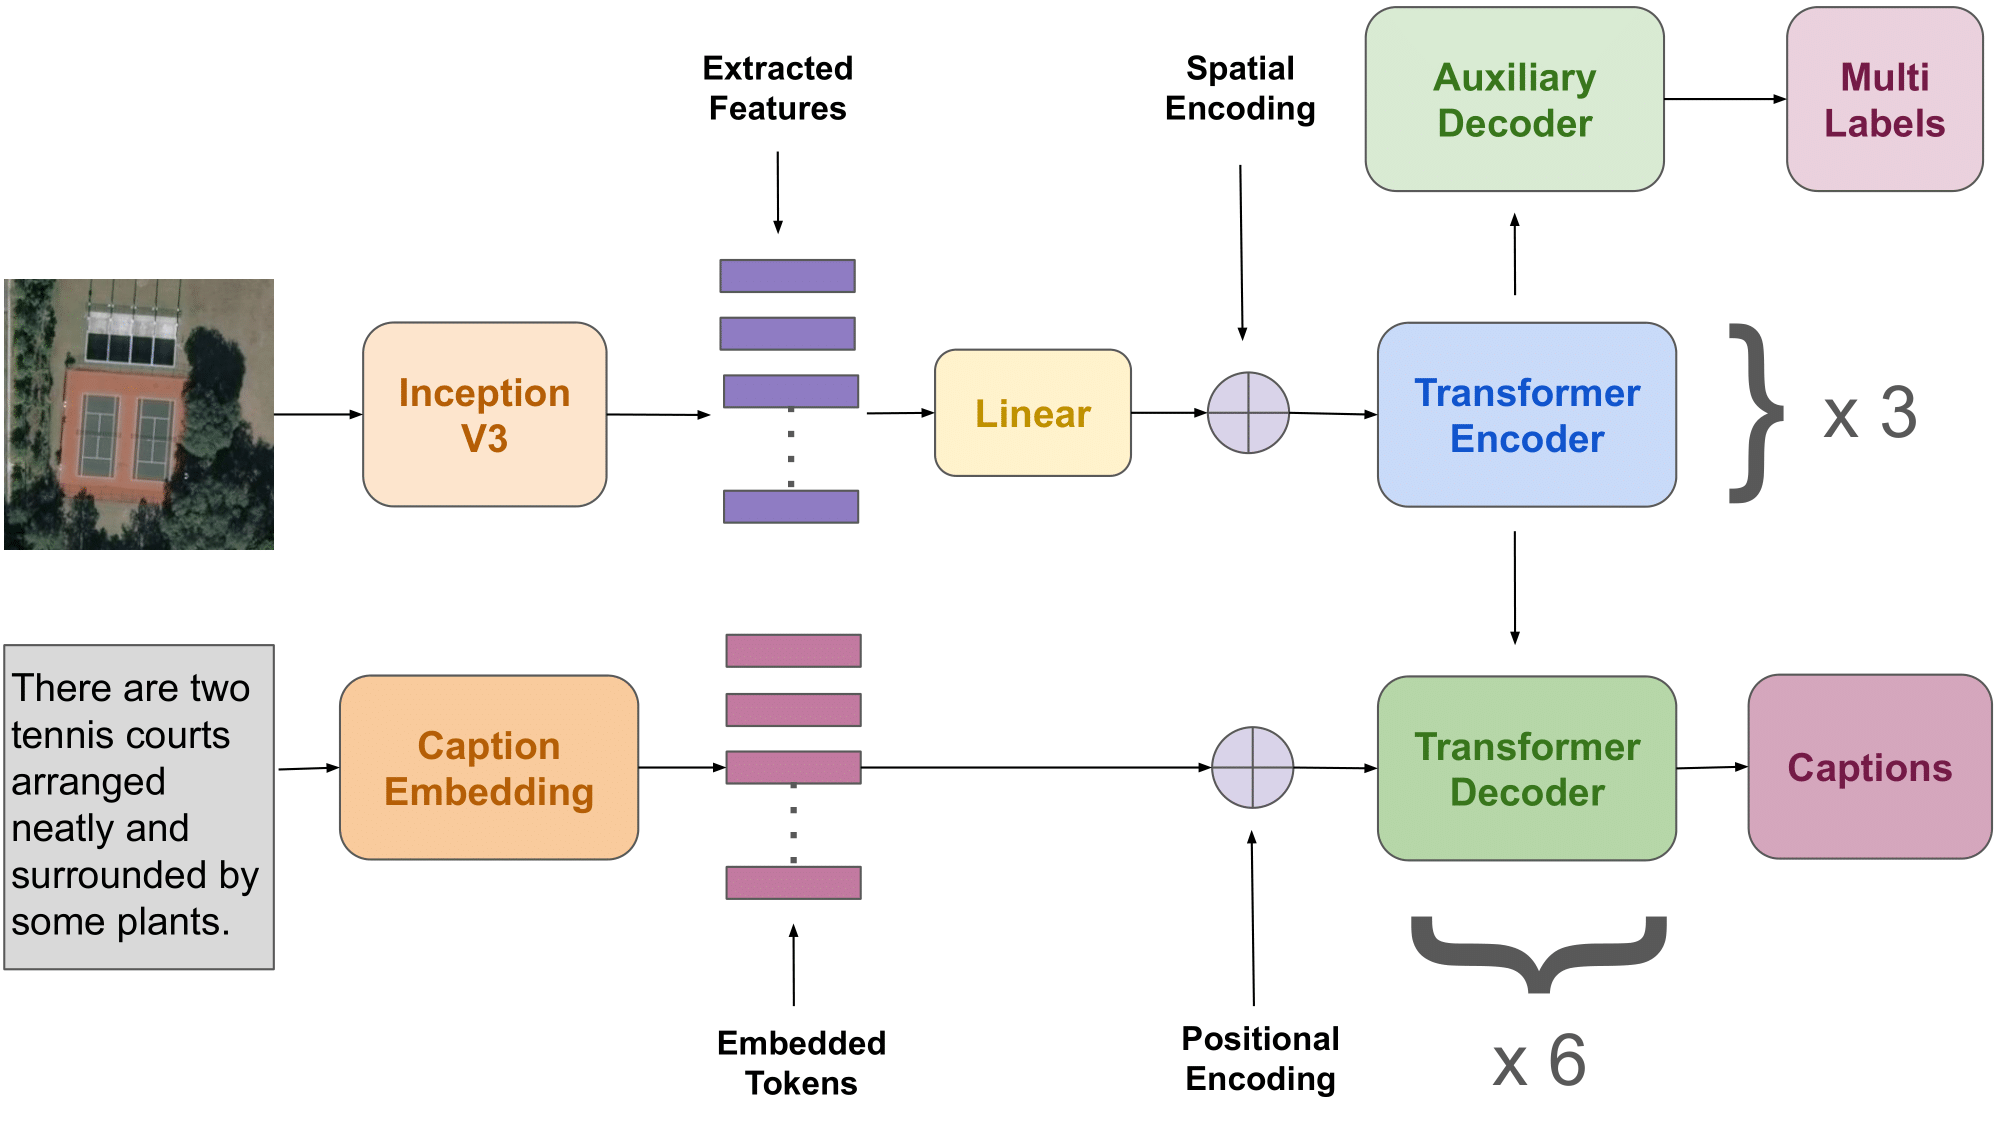 Extracted
Features
Spatial
Encoding
Auxiliary
Decoder
Multi
Labels
Inception
V3
Linear
Transformer
Encoder
} x 3
There are two
tennis courts
arranged
neatly and
surrounded by
some plants.
Caption
Embedding
Transformer
Decoder
Captions
Embedded
Tokens
Positional
Encoding
x 6